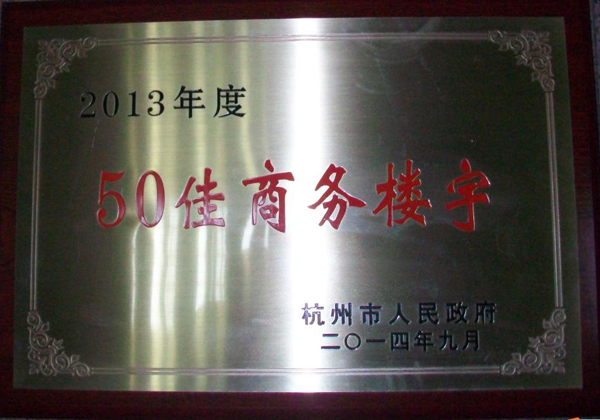 2013年度
50佳商务楼宇
杭州市人民政府
二〇一四年九月